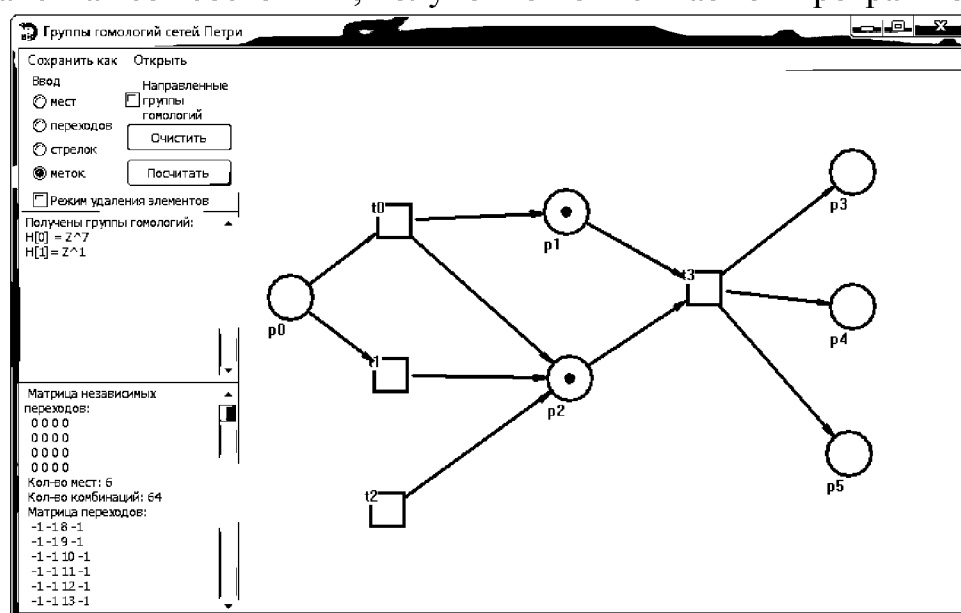 Группы гомологий сетей Петри
Сохранить как Открыть
Ввод
мест
переходов
стрелок
меток
Направленные
группы
гомологий
Очистить
Посчитать
Режим удаления элементов
Получены группы гомологий:
H[0] = Z^7
H[1]= Z^1
Матрица независимых
переходов:
0 0 0 0
0 0 0 0
0 0 0 0
0 0 0 0
Кол-во мест: 6
Кол-во комбинаций: 64
Матрица переходов:
-1 -1 8 -1
-1 -1 9 -1
-1 -1 10 -1
-1 -1 11 -1
-1 -1 12 -1
-1 -1 13 -1
t0
p1
p3
t3
p0
p4
t1
p2
p5
t2